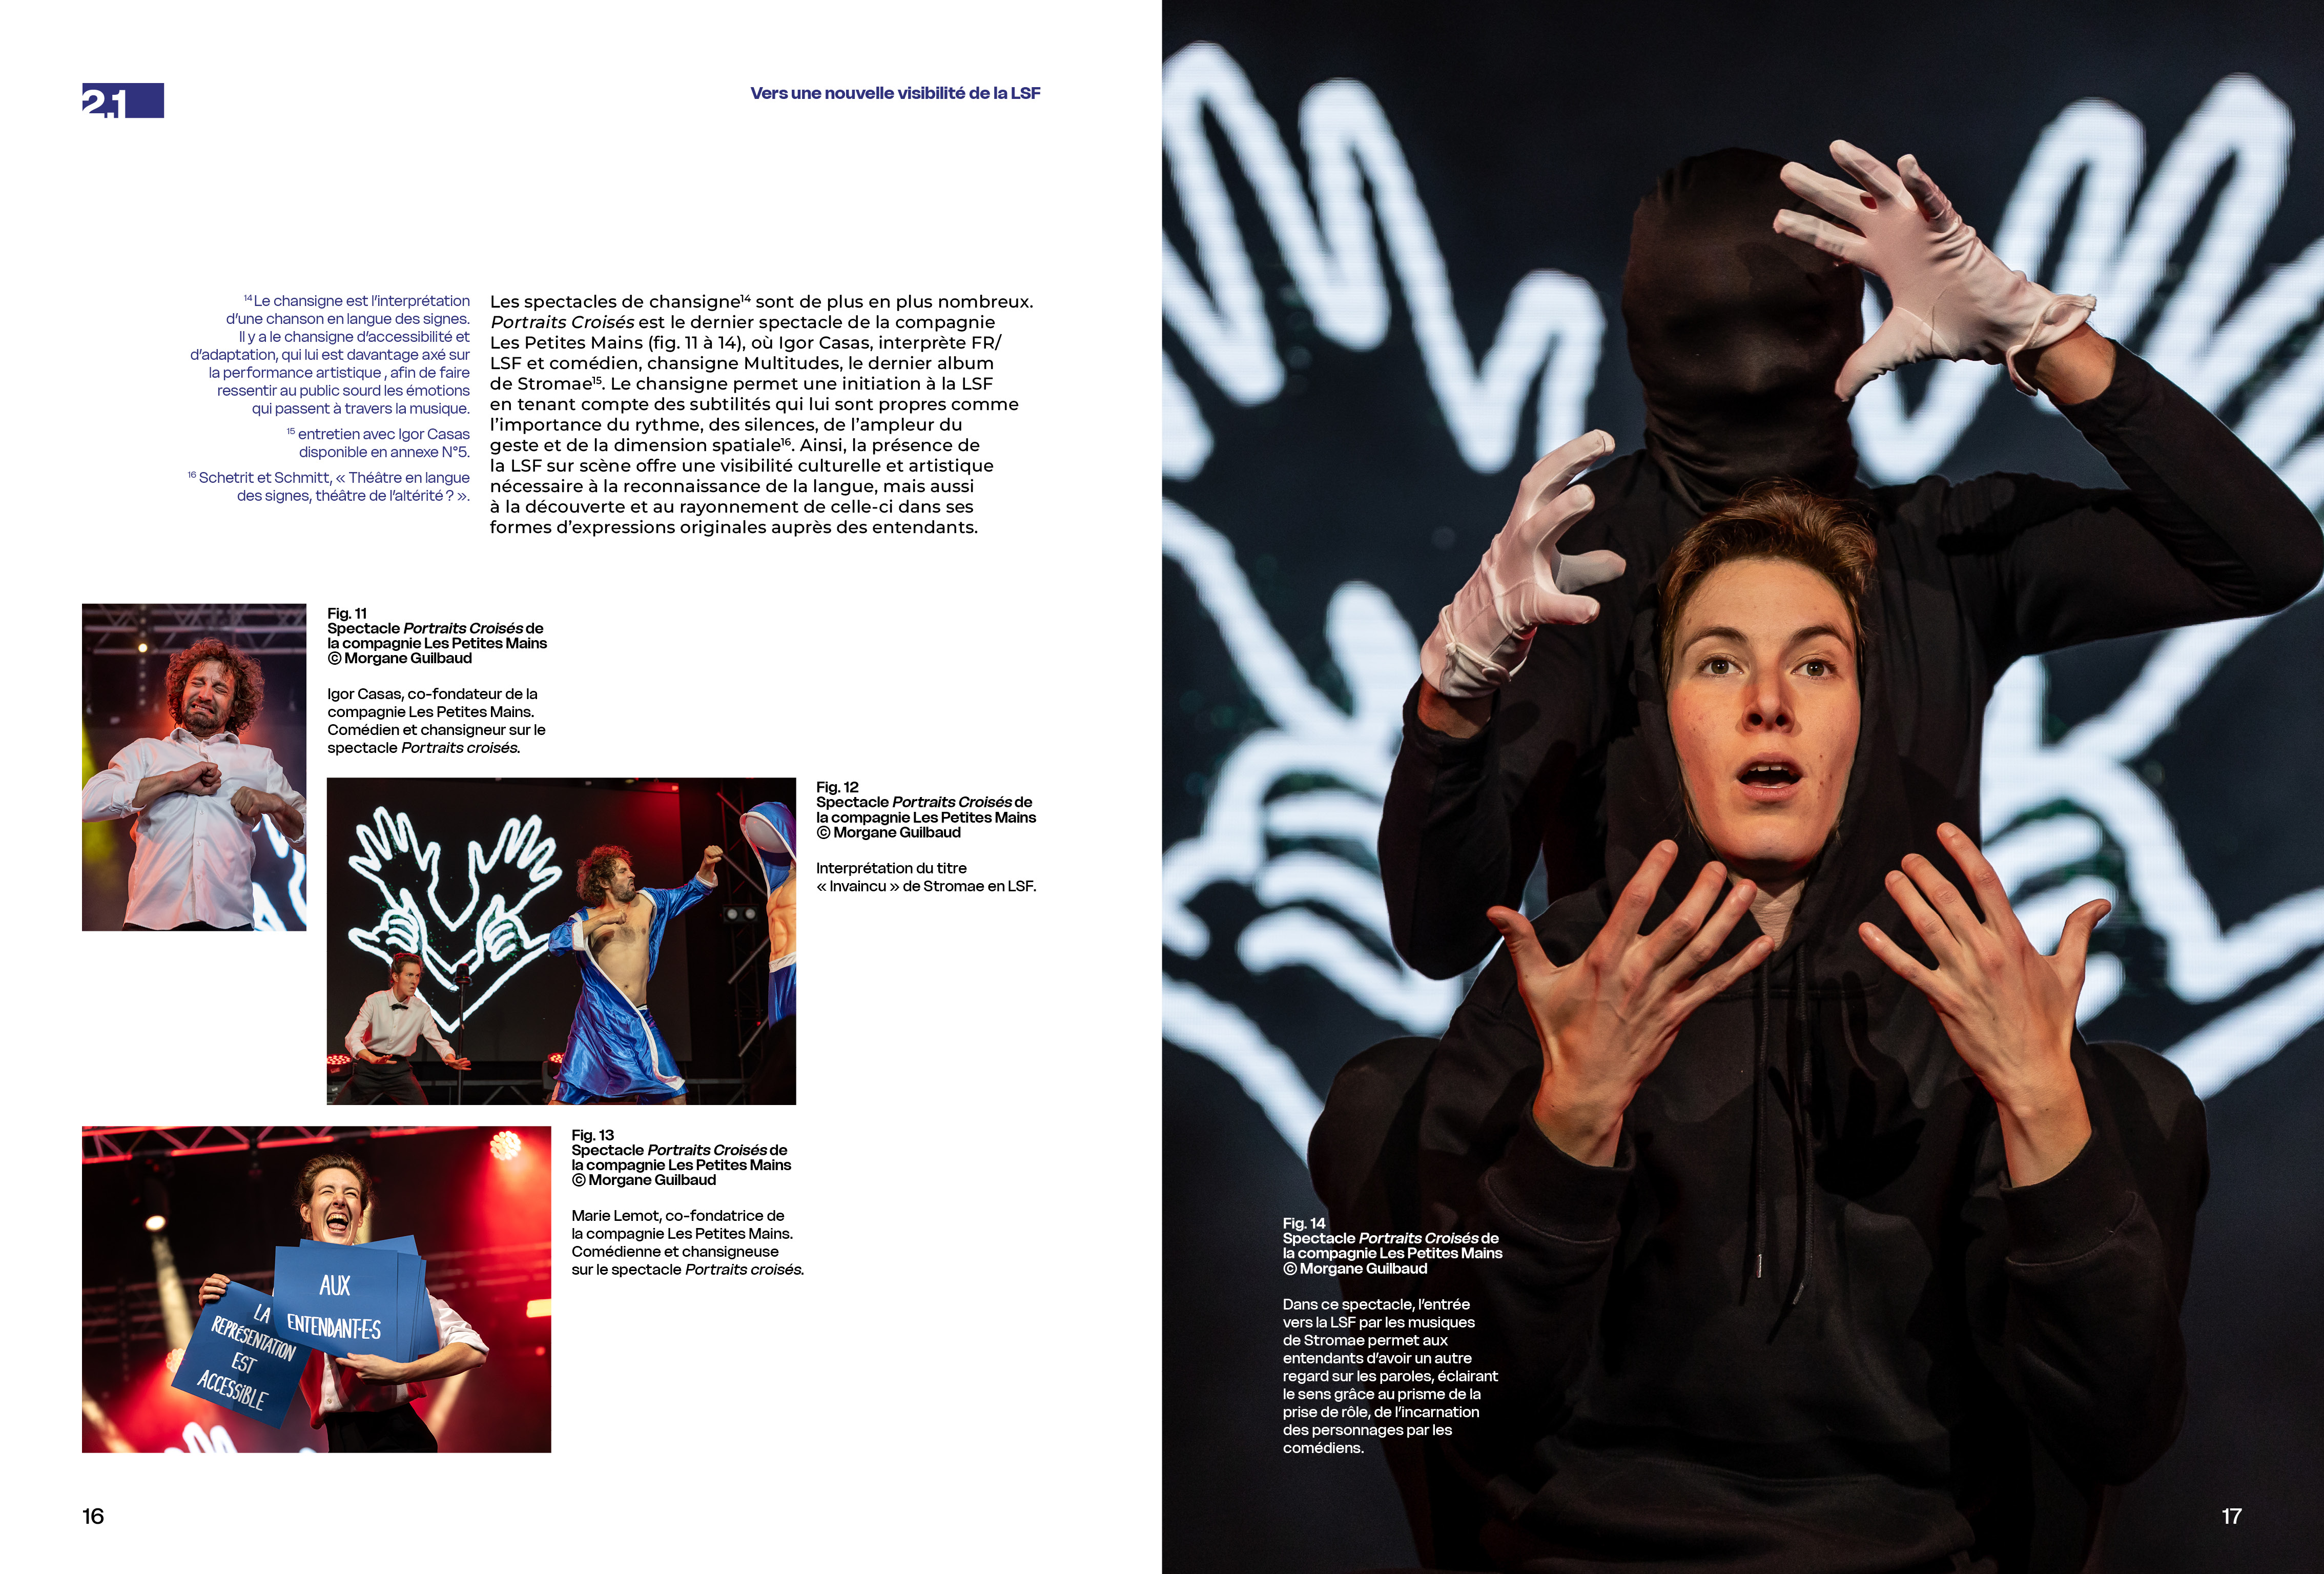 2.1
Vers une nouvelle visibilité de la LSF
¹⁴ Le chansigne est l’interprétation
d’une chanson en langue des signes.
Il y a le chansigne d’accessibilité et
d’adaptation, qui lui est davantage axé sur
la performance artistique , afin de faire
ressentir au public sourd les émotions
qui passent à travers la musique.
¹⁵ entretien avec Igor Casas
disponible en annexe N°5.
¹⁶ Schetrit et Schmitt, « Théâtre en langue
des signes, théâtre de l’altérité ? ».
Les spectacles de chansigne¹⁴ sont de plus en plus nombreux.
Portraits Croisés est le dernier spectacle de la compagnie
Les Petites Mains (fig. 11 à 14), où Igor Casas, interprète FR/
LSF et comédien, chansigne Multitudes, le dernier album
de Stromae¹⁵. Le chansigne permet une initiation à la LSF
en tenant compte des subtilités qui lui sont propres comme
l’importance du rythme, des silences, de l’ampleur du
geste et de la dimension spatiale¹⁶. Ainsi, la présence de
la LSF sur scène offre une visibilité culturelle et artistique
nécessaire à la reconnaissance de la langue, mais aussi
à la découverte et au rayonnement de celle-ci dans ses
formes d’expressions originales auprès des entendants.
Fig. 11
Spectacle Portraits Croisés de
la compagnie Les Petites Mains
© Morgane Guilbaud
Igor Casas, co-fondateur de la
compagnie Les Petites Mains.
Comédien et chansigneur sur le
spectacle Portraits croisés.
Fig. 12
Spectacle Portraits Croisés de
la compagnie Les Petites Mains
© Morgane Guilbaud
Interprétation du titre
« Invaincu » de Stromae en LSF.
Fig. 13
Spectacle Portraits Croisés de
la compagnie Les Petites Mains
© Morgane Guilbaud
Marie Lemot, co-fondatrice de
la compagnie Les Petites Mains.
Comédienne et chansigneuse
sur le spectacle Portraits croisés.
LA
REPRÉSENTATION
EST
ACCESSIBLE
AUX
ENTENDANT·E·S
16
Fig. 14
Spectacle Portraits Croisés de
la compagnie Les Petites Mains
© Morgane Guilbaud
Dans ce spectacle, l’entrée
vers la LSF par les musiques
de Stromae permet aux
entendants d’avoir un autre
regard sur les paroles, éclairant
le sens grâce au prisme de la
prise de rôle, de l’incarnation
des personnages par les
comédiens.
17